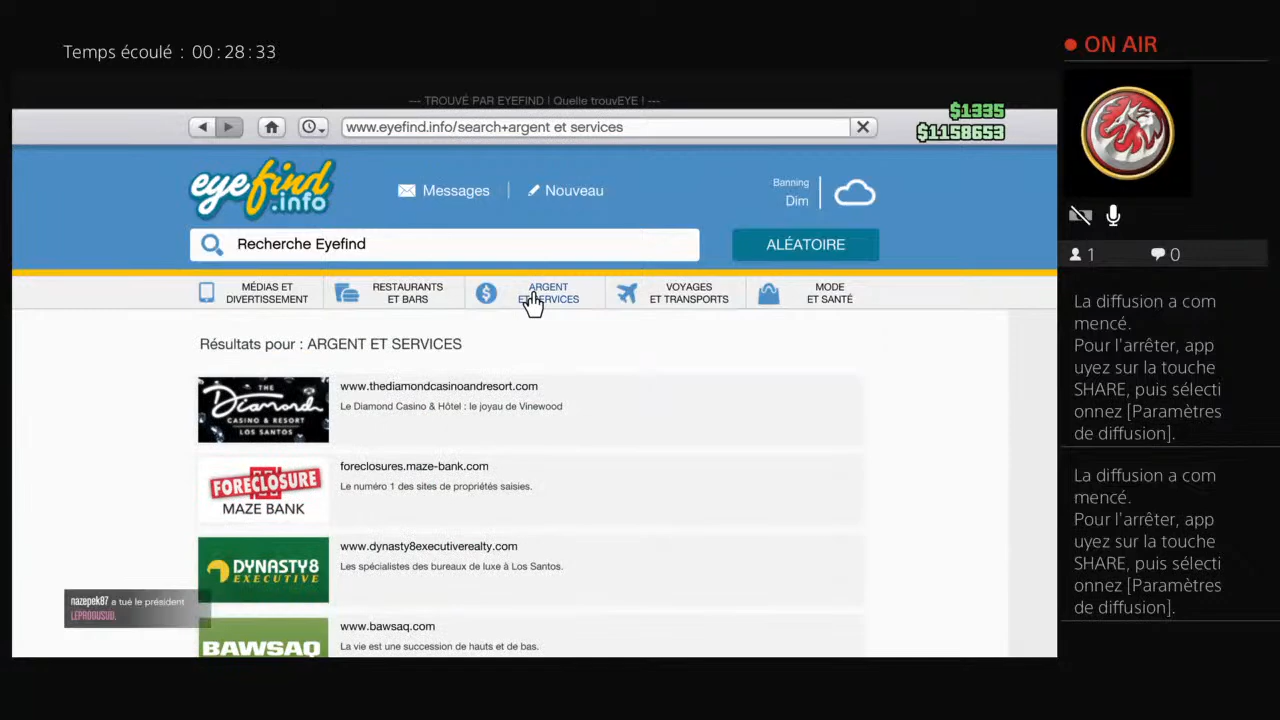 Temps écoulé : 00:28:33
ON AIR
--- TROUVÉ PAR EYEFIND ! Quelle trouvEYE ! ---
$1335
$1158653
www.eyefind.info/search+argent et services
eyefind
.info
Messages
Nouveau
Banning
Dim
Recherche Eyefind
ALÉATOIRE
MÉDIAS ET
DIVERTISSEMENT
RESTAURANTS
ET BARS
ARGENT
ET SERVICES
VOYAGES
ET TRANSPORTS
MODE
ET SANTÉ
Résultats pour : ARGENT ET SERVICES
THE
Diamond
CASINO & RESORT
LOS SANTOS
www.thediamondcasinoandresort.com
Le Diamond Casino & Hôtel : le joyau de Vinewood
FORECLOSURE
MAZE BANK
foreclosures.maze-bank.com
Le numéro 1 des sites de propriétés saisies.
DYNASTY8
EXECUTIVE
www.dynasty8executiverealty.com
Les spécialistes des bureaux de luxe à Los Santos.
BAWSAQ
www.bawsaq.com
La vie est une succession de hauts et de bas.
nazepek87 a tué le président
LEPROOUSUD.
1
0
La diffusion a com
mencé.
Pour l'arrêter, app
uyez sur la touche
SHARE, puis sélecti
onnez [Paramètres
de diffusion].
La diffusion a com
mencé.
Pour l'arrêter, app
uyez sur la touche
SHARE, puis sélecti
onnez [Paramètres
de diffusion].